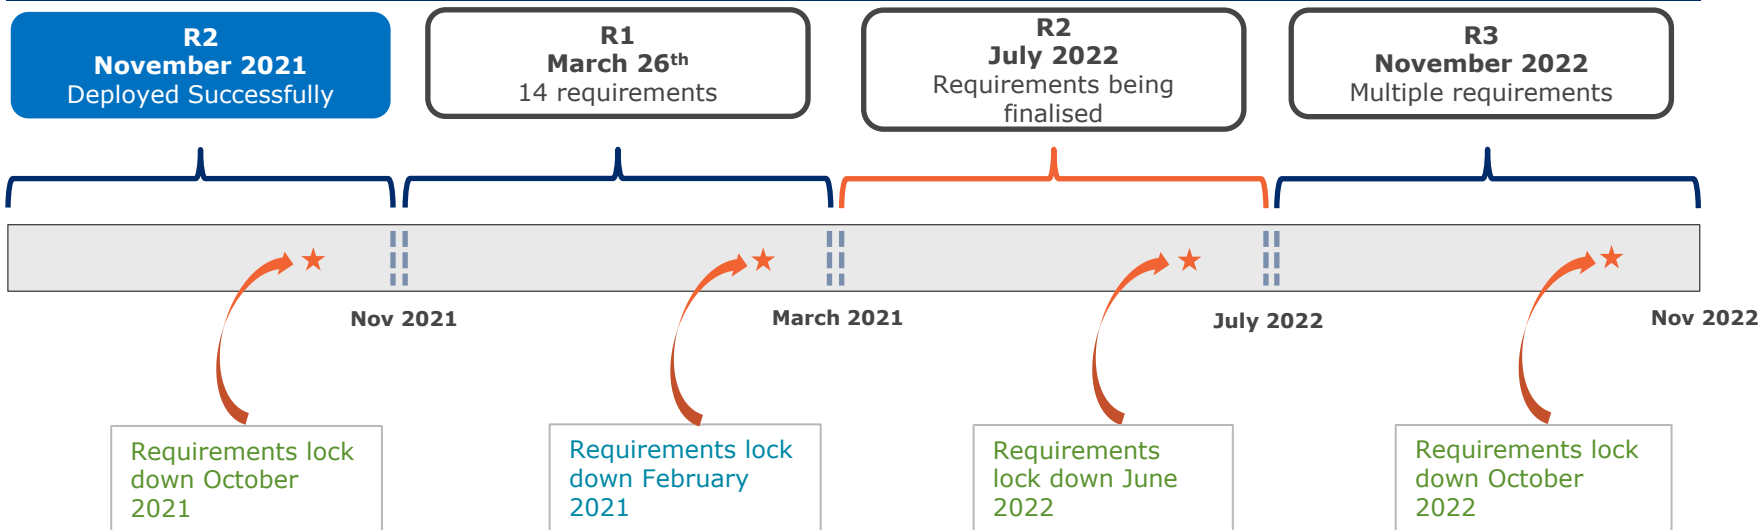 R2
November 2021
Deployed Successfully
R1
March 26th
14 requirements
R2
July 2022
Requirements being
finalised
R3
November 2022
Multiple requirements
Nov 2021
March 2021
July 2022
Nov 2022
Requirements lock
down October
2021
Requirements lock
down February
2021
Requirements
lock down June
2022
Requirements lock
down October
2022